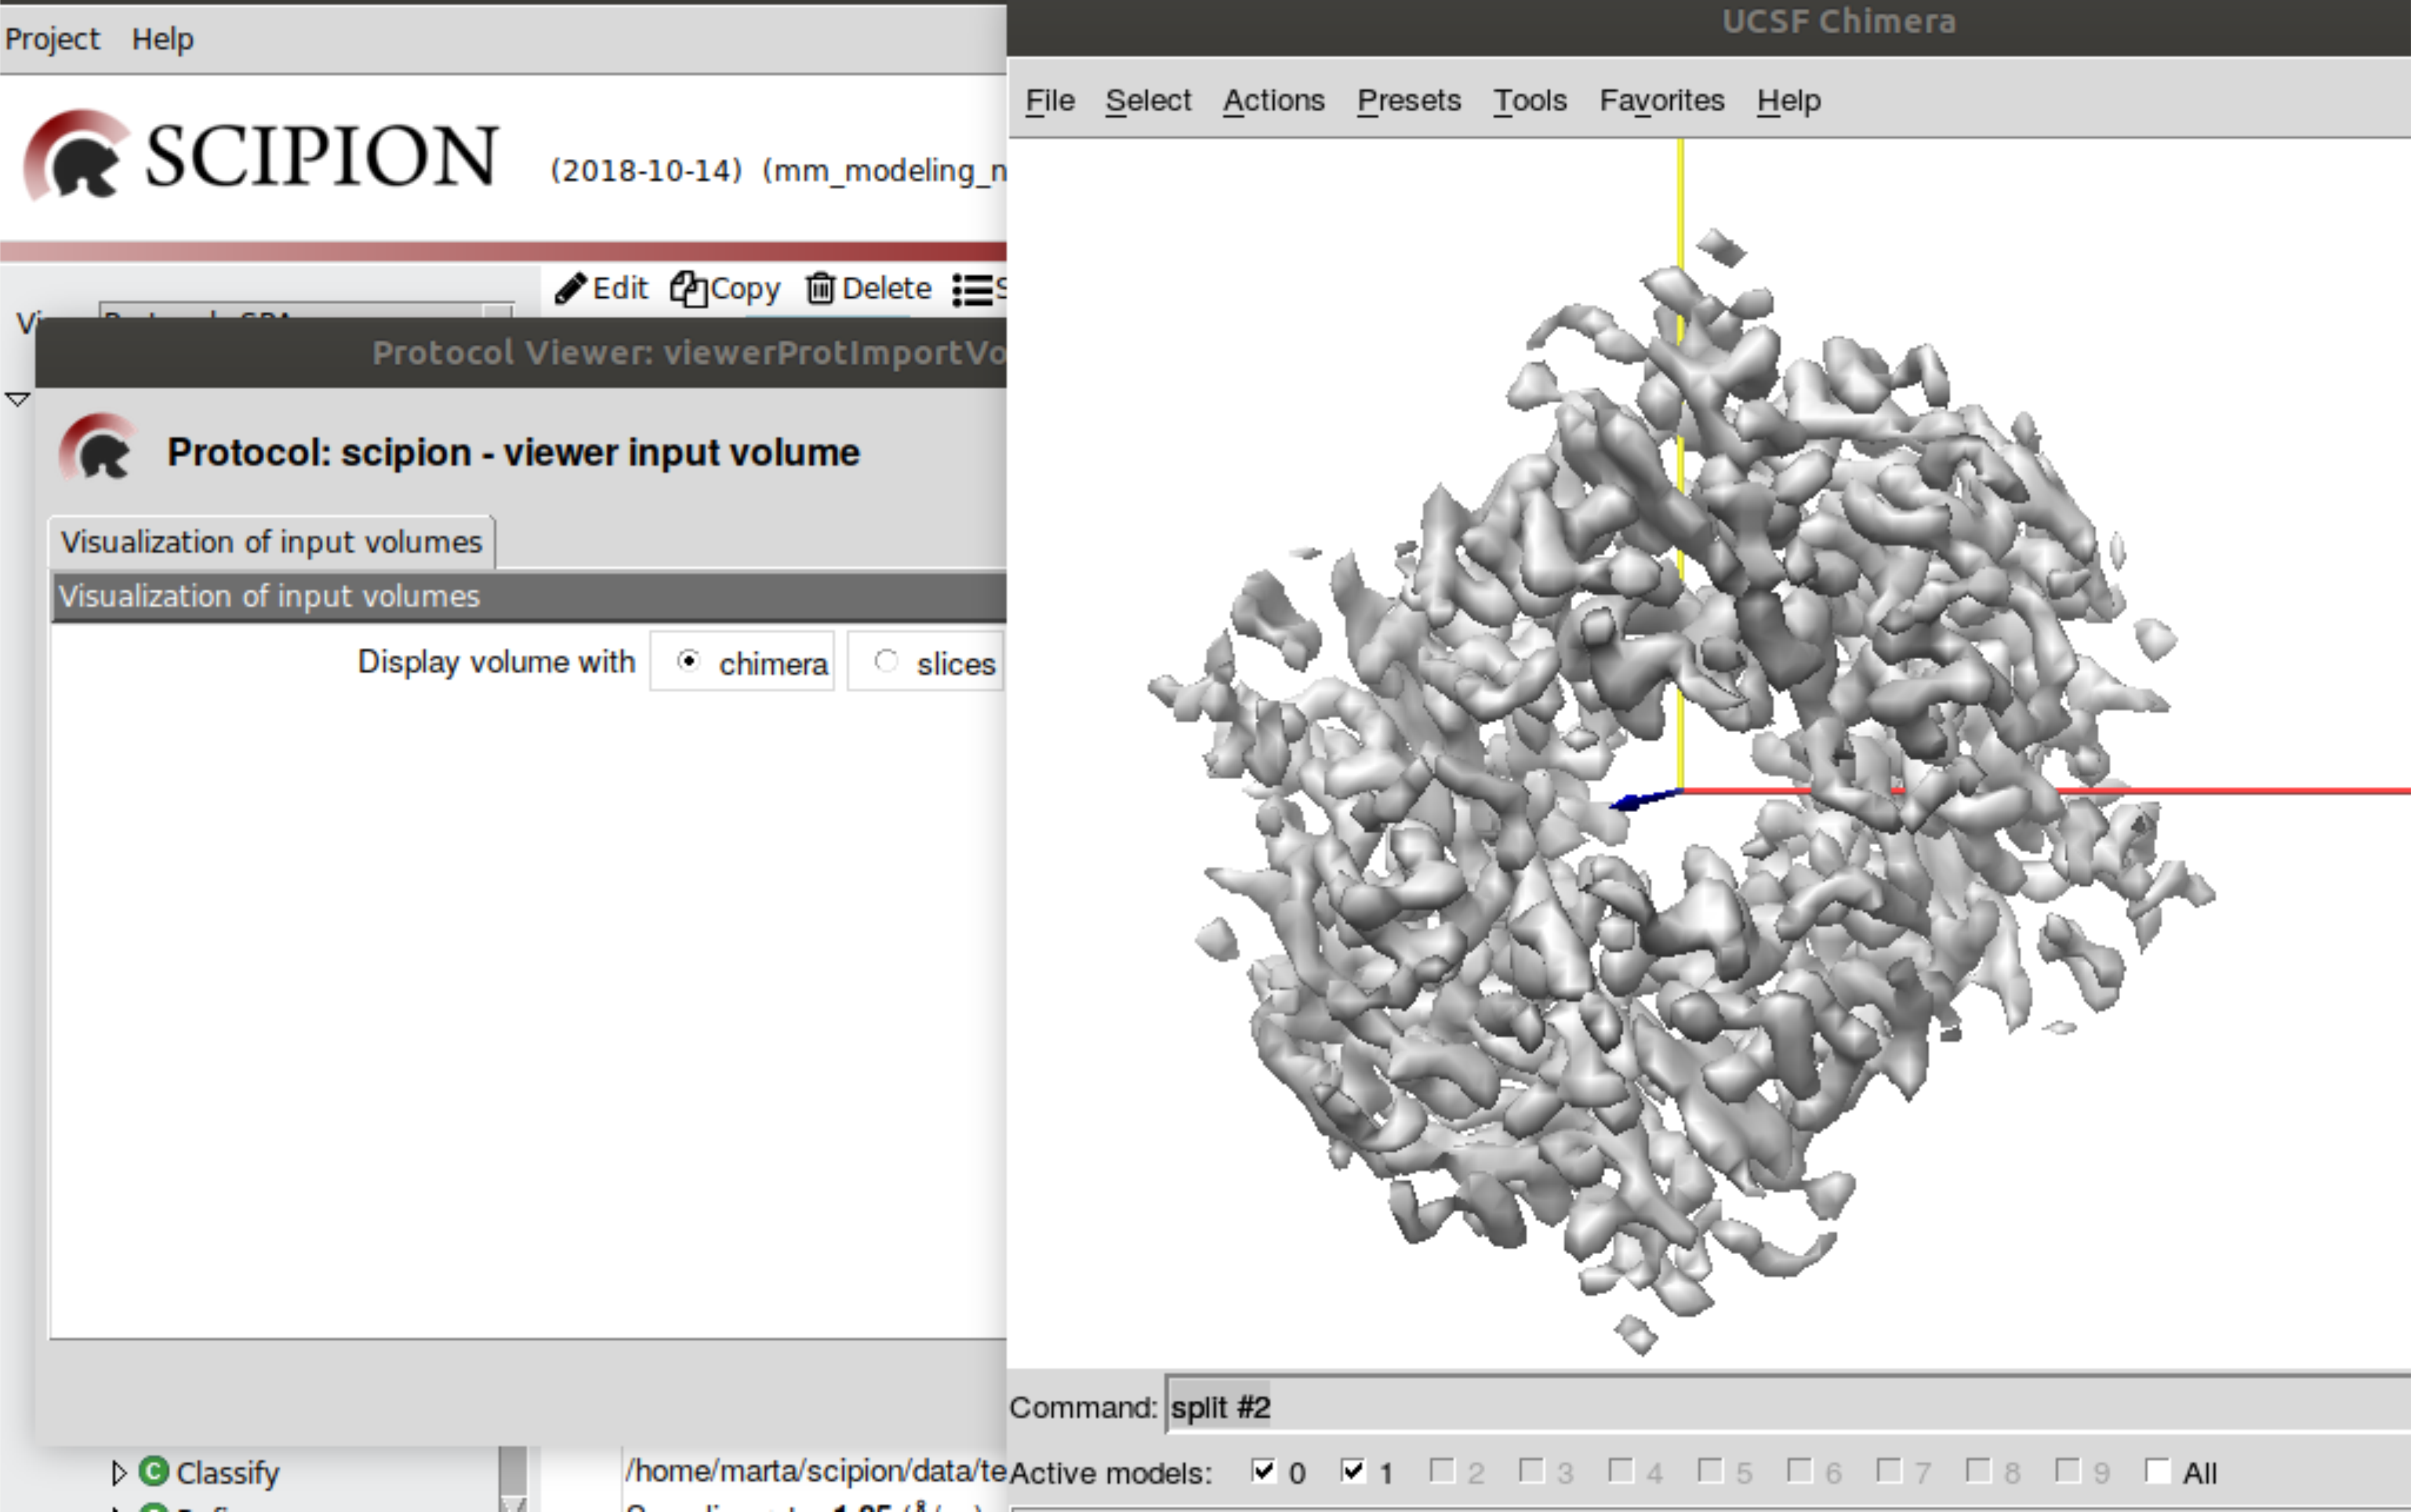 Project Help
SCIPION (2018-10-14) (mm_modeling_n
Edit Copy Delete S
Protocol Viewer: viewerProtImportVo
Protocol: scipion - viewer input volume
Visualization of input volumes
Visualization of input volumes
Display volume with chimera slices
Classify
/home/marta/scipion/data/te
UCSF Chimera
File Select Actions Presets Tools Favorites Help
Command: split #2
Active models: 0 1 2 3 4 5 6 7 8 9 All